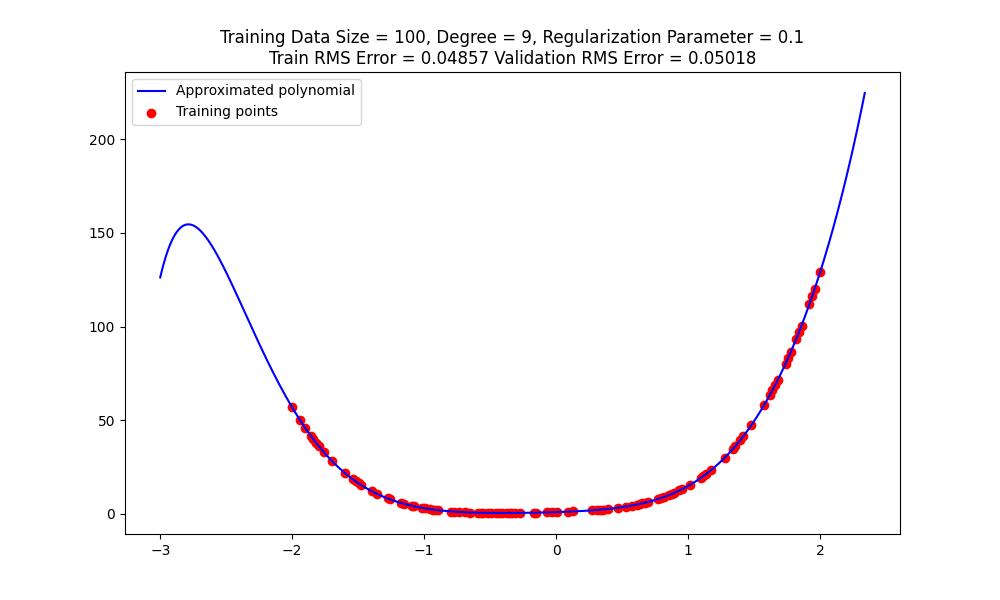 Training Data Size = 100, Degree = 9, Regularization Parameter = 0.1
Train RMS Error = 0.04857 Validation RMS Error = 0.05018
Approximated polynomial
Training points
200
150
100
50
0
−3
−2
−1
0
1
2